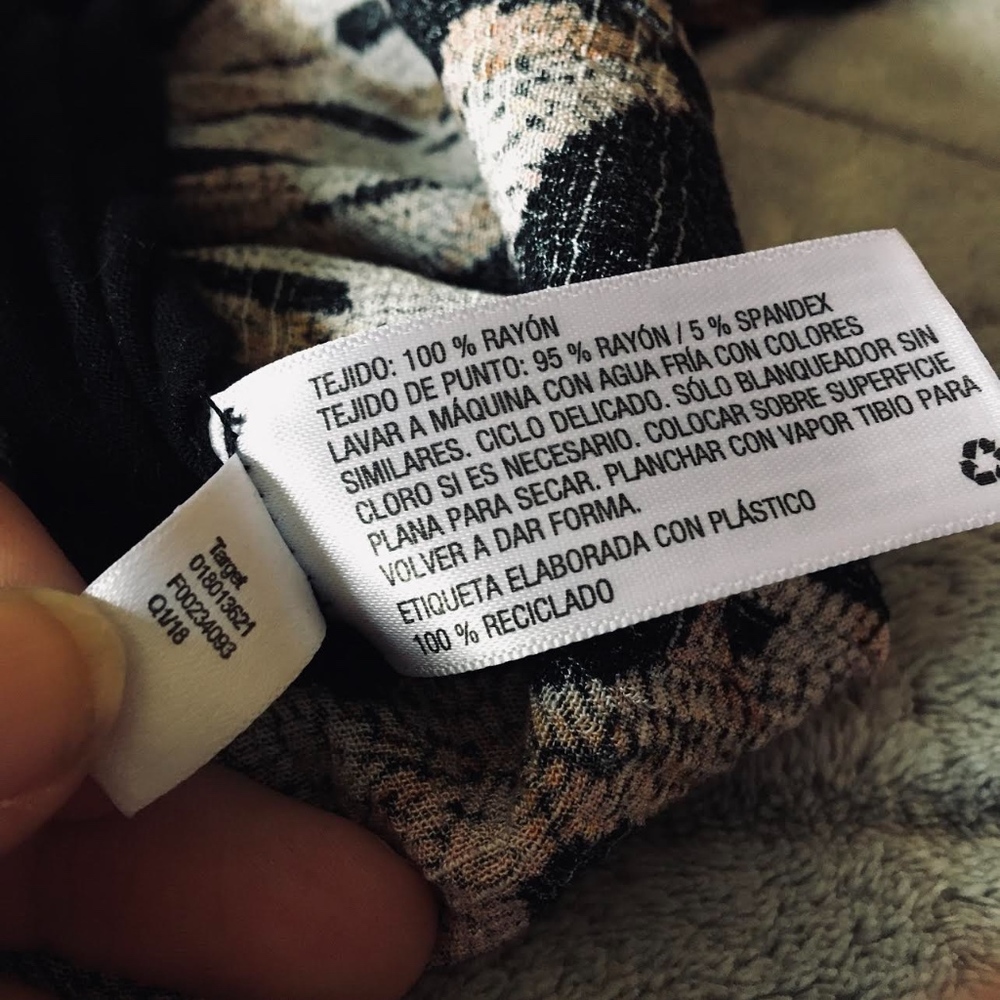 TEJIDO: 100 % RAYÓN
TEJIDO DE PUNTO: 95 % RAYÓN / 5 % SPANDEX
LAVAR A MÁQUINA CON AGUA FRÍA CON COLORES
SIMILARES. CICLO DELICADO. SÓLO BLANQUEADOR SIN
CLORO SI ES NECESARIO. COLOCAR SOBRE SUPERFICIE
PLANA PARA SECAR. PLANCHAR CON VAPOR TIBIO PARA
VOLVER A DAR FORMA.
ETIQUETA ELABORADA CON PLÁSTICO
100 % RECICLADO
Target
018013621
F00234093
Q1/18